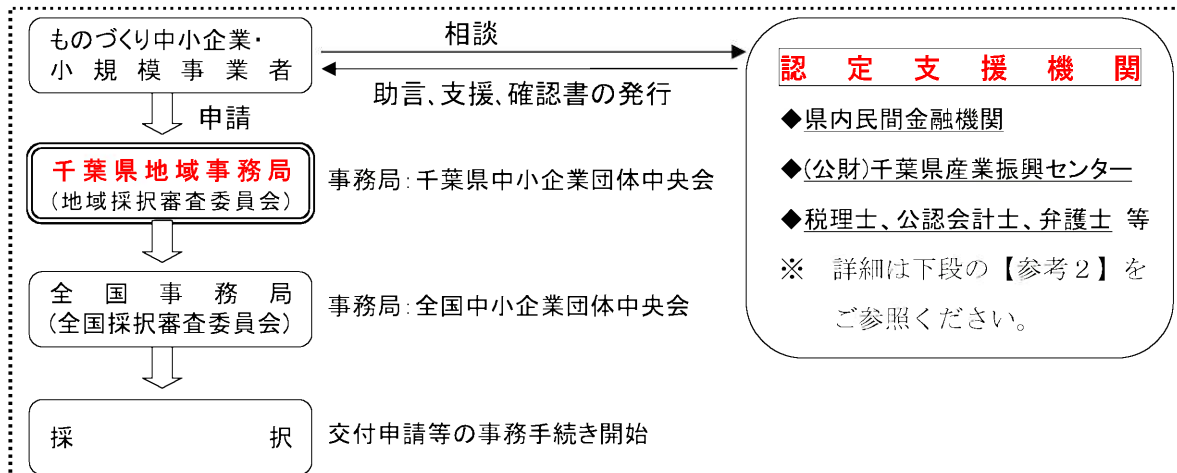 ものづくり中小企業・
小規模事業者
相談
助言、支援、確認書の発行
申請
千葉県地域事務局
(地域採択審査委員会)
事務局:千葉県中小企業団体中央会
全国事務局
(全国採択審査委員会)
事務局:全国中小企業団体中央会
採択
交付申請等の事務手続き開始
認定支援機関
◆県内民間金融機関
◆(公財)千葉県産業振興センター
◆税理士、公認会計士、弁護士 等
※ 詳細は下段の【参考2】を
ご参照ください。